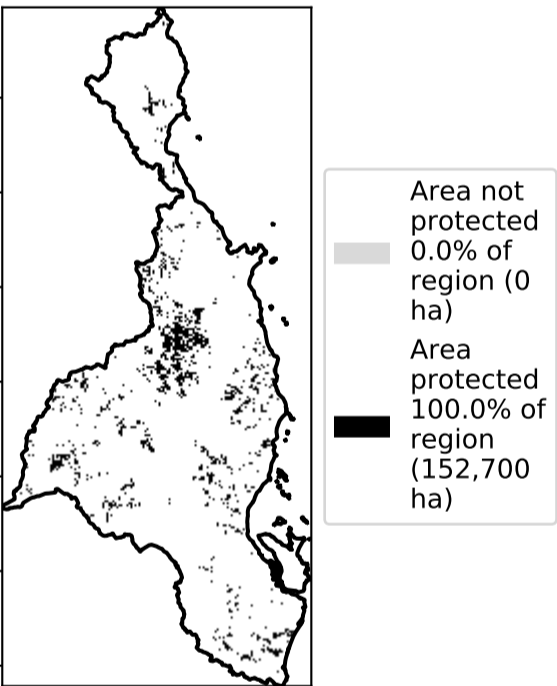 Area not
protected
0.0% of
region (0
ha)
Area
protected
100.0% of
region
(152,700
ha)